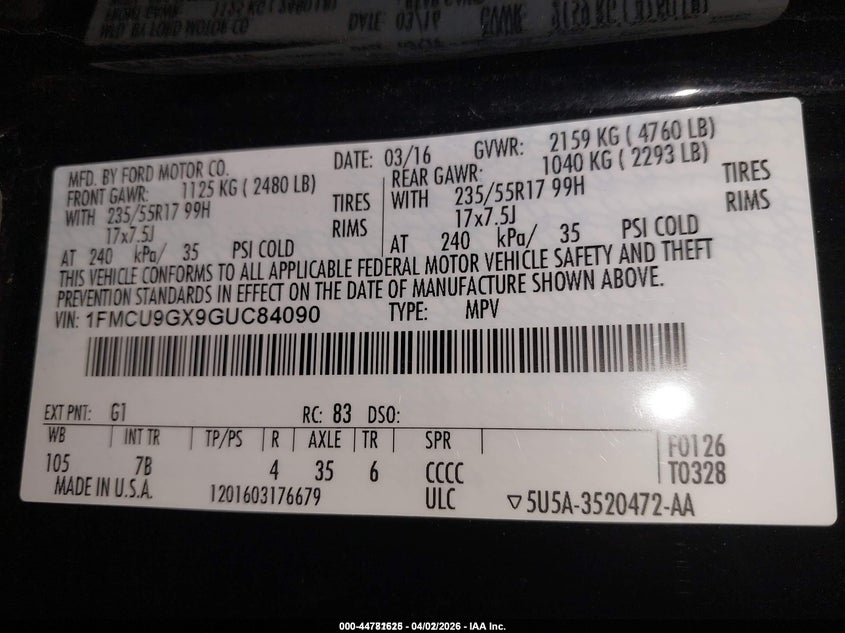 MFD. BY FORD MOTOR CO. DATE: 03/16 GVWR: 2159 KG ( 4760 LB)
FRONT GAWR: 1125 KG ( 2480 LB) REAR GAWR: 1040 KG ( 2293 LB)
WITH 235/55R17 99H TIRES WITH 235/55R17 99H TIRES
17x7.5J RIMS 17x7.5J RIMS
AT 240 kPa/ 35 PSI COLD AT 240 kPa/ 35 PSI COLD
THIS VEHICLE CONFORMS TO ALL APPLICABLE FEDERAL MOTOR VEHICLE SAFETY AND THEFT
PREVENTION STANDARDS IN EFFECT ON THE DATE OF MANUFACTURE SHOWN ABOVE.
VIN: 1FMCU9GX9GUC84090 TYPE: MPV
EXT PNT: G1 RC: 83 DSO:
WB INT TR TP/PS R AXLE TR SPR F0126
105 7B 4 35 6 CCCC T0328
MADE IN U.S.A. 1201603176679 ULC ▽5U5A-3520472-AA
04/02/2026 - IAA Inc.